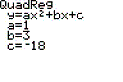 QuadReg
y=ax²+bx+c
a=1
b=3
c=-18